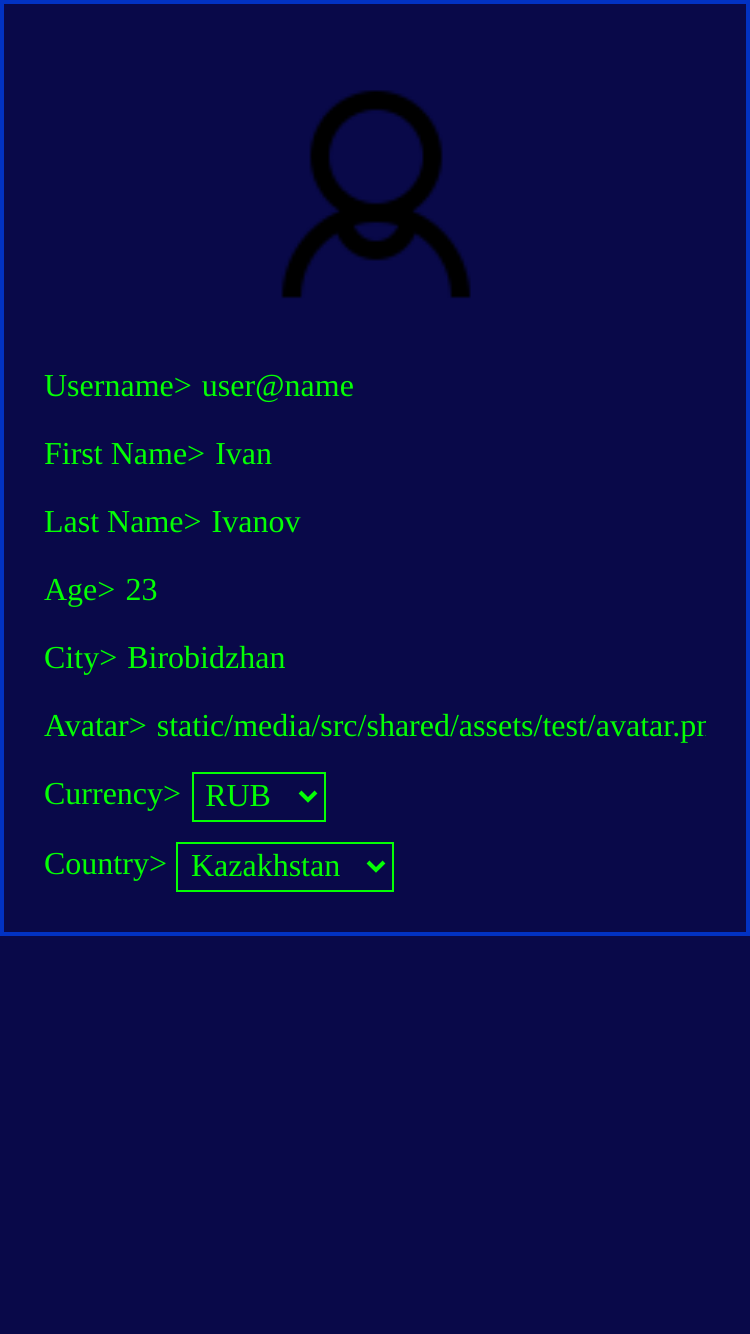 Username> user@name
First Name> Ivan
Last Name> Ivanov
Age> 23
City> Birobidzhan
Avatar> static/media/src/shared/assets/test/avatar.pr
Currency> RUB
Country> Kazakhstan